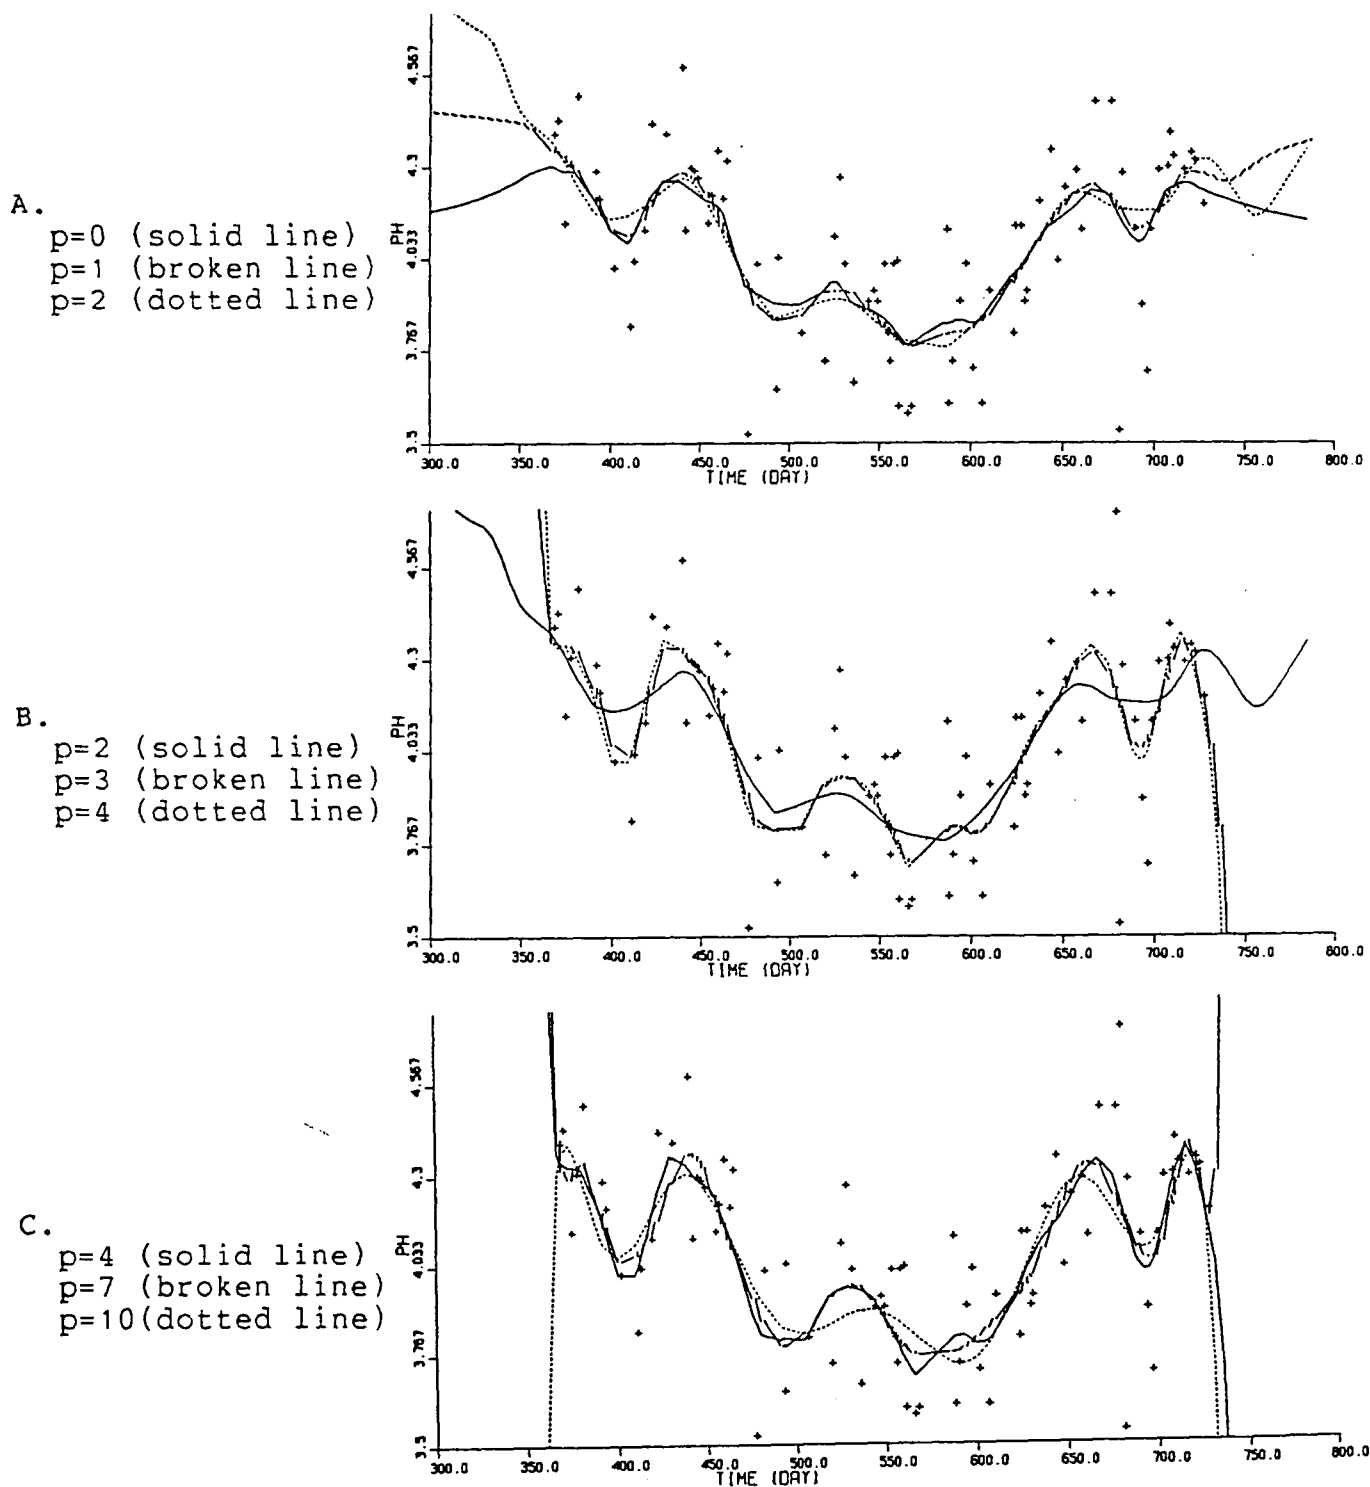 A.
p=0 (solid line)
p=1 (broken line)
p=2 (dotted line)
PH
4.567
4.3
4.033
3.767
3.5
300.0 350.0 400.0 450.0 500.0 550.0 600.0 650.0 700.0 750.0 800.0
TIME (DAY)
B.
p=2 (solid line)
p=3 (broken line)
p=4 (dotted line)
PH
4.567
4.3
4.033
3.767
3.5
300.0 350.0 400.0 450.0 500.0 550.0 600.0 650.0 700.0 750.0 800.0
TIME (DAY)
C.
p=4 (solid line)
p=7 (broken line)
p=10(dotted line)
PH
4.567
4.3
4.033
3.767
3.5
300.0 350.0 400.0 450.0 500.0 550.0 600.0 650.0 700.0 750.0 800.0
TIME (DAY)